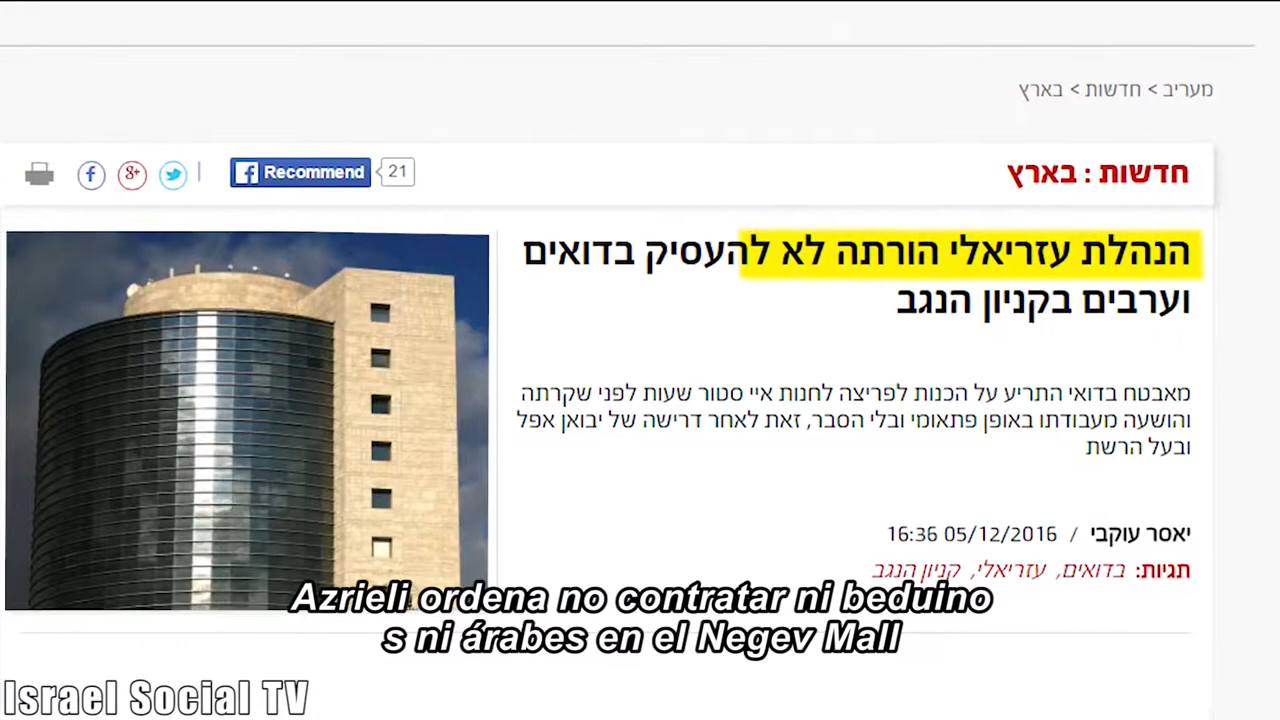 מעריב > חדשות > בארץ
Recommend 21
חדשות : בארץ
הנהלת עזריאלי הורתה לא להעסיק בדואים
וערבים בקניון הנגב
מאבטח בדואי התריע על הכנות לפריצה לחנות איי סטור שעות לפני שקרתה
והושעה מעבודתו באופן פתאומי ובלי הסבר, זאת לאחר דרישה של יבואן אפל
ובעל הרשת
יאסר עוקבי / 05/12/2016 16:36
תגיות: בדואים, עזריאלי, קניון הנגב
Azrieli ordena no contratar ni beduino
s ni árabes en el Negev Mall
Israel Social TV